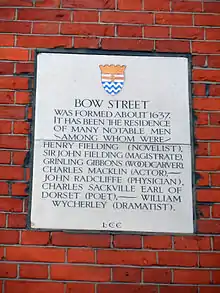 BOW STREET
WAS FORMED ABOUT 1637.
IT HAS BEEN THE RESIDENCE
OF MANY NOTABLE MEN
AMONG WHOM WERE—
HENRY FIELDING (NOVELIST),
SIR JOHN FIELDING (MAGISTRATE),
GRINLING GIBBONS (WOODCARVER)
CHARLES MACKLIN (ACTOR),—
JOHN RADCLIFFE (PHYSICIAN),
CHARLES SACKVILLE EARL OF
DORSET (POET),— WILLIAM
WYCHERLEY (DRAMATIST).
L·C·C